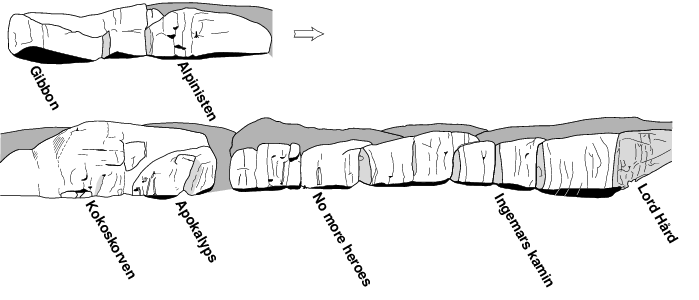 Gibbon
Alpinisten
Kokoskorven
Apokalyps
No more heroes
Ingemars kamin
Lord Hård